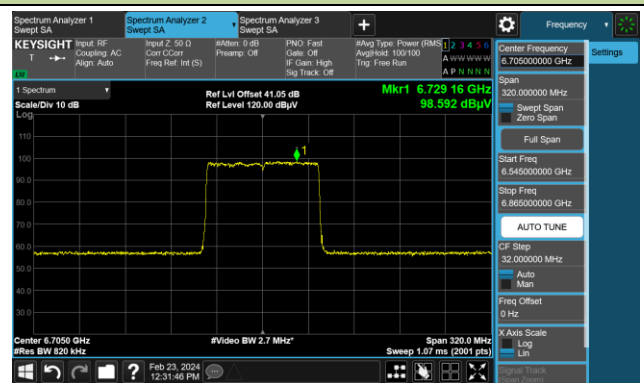 Spectrum Analyzer 1
Swept SA
Spectrum Analyzer 2
Swept SA
Spectrum Analyzer 3
Swept SA
+
Frequency
KEYSIGHT
T
LW
Input: RF
Coupling: AC
Align: Auto
Input Z: 50 Ω
Corr CCorr
Freq Ref: Int (S)
#Atten: 0 dB
Preamp: Off
PNO: Fast
Gate: Off
IF Gain: High
Sig Track: Off
#Avg Type: Power (RMS
Avg|Hold: 100/100
Trig: Free Run
1 2 3 4 5 6
A W W W W W
A P N N N N
1 Spectrum
Scale/Div 10 dB
Log
Ref Lvl Offset 41.05 dB
Ref Level 120.00 dBµV
Mkr1 6.729 16 GHz
98.592 dBµV
110
100
90.0
80.0
70.0
60.0
50.0
40.0
30.0
1
Center 6.7050 GHz
#Res BW 820 kHz
#Video BW 2.7 MHz*
Span 320.0 MHz
Sweep 1.07 ms (2001 pts)
Center Frequency
6.705000000 GHz
Settings
Span
320.000000 MHz
Swept Span
Zero Span
Full Span
Start Freq
6.545000000 GHz
Stop Freq
6.865000000 GHz
AUTO TUNE
CF Step
32.000000 MHz
Auto
Man
Freq Offset
0 Hz
X Axis Scale
Log
Lin
Signal Track
(Span Zoom)
?
Feb 23, 2024
12:31:46 PM